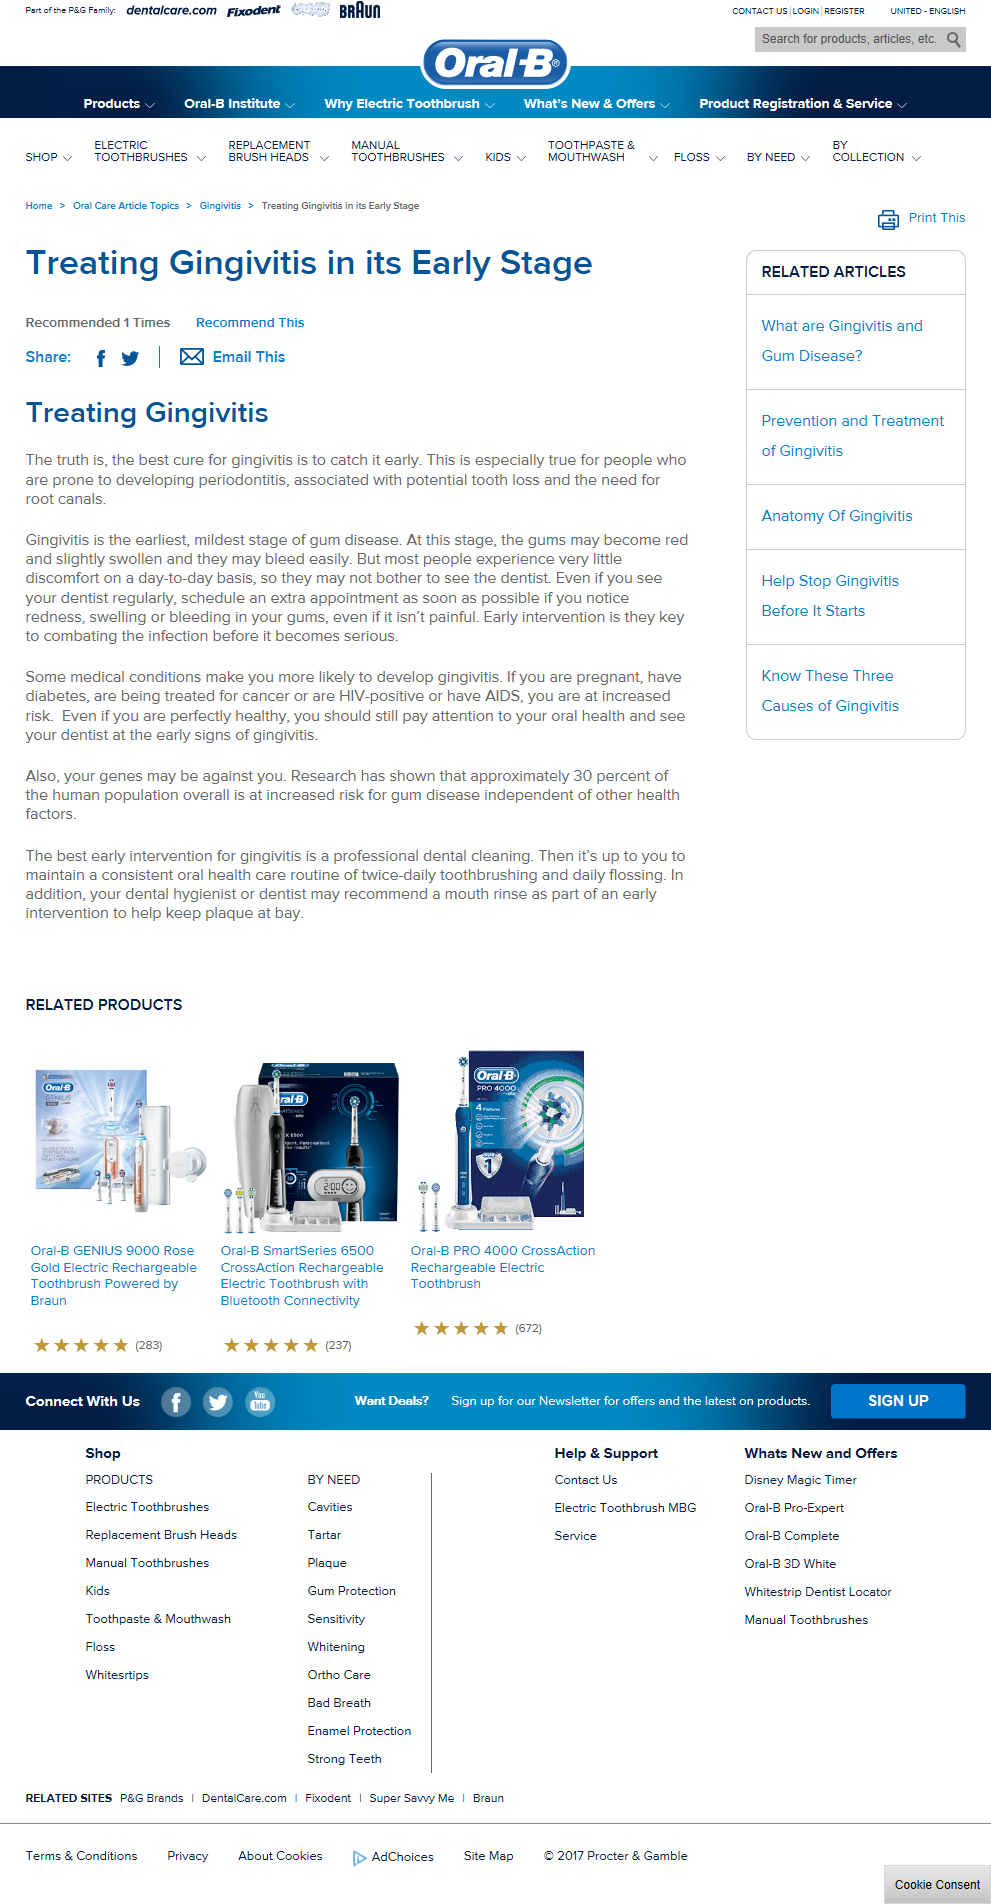 Part of the P&G Family: dentalcare.com Fixodent BRAUN
CONTACT US | LOGIN | REGISTER UNITED - ENGLISH
Search for products, articles, etc.
Oral-B®
Products Oral-B Institute Why Electric Toothbrush What's New & Offers Product Registration & Service
SHOP ELECTRIC TOOTHBRUSHES REPLACEMENT BRUSH HEADS MANUAL TOOTHBRUSHES KIDS TOOTHPASTE & MOUTHWASH FLOSS BY NEED BY COLLECTION
Home > Oral Care Article Topics > Gingivitis > Treating Gingivitis in its Early Stage
Print This
Treating Gingivitis in its Early Stage
Recommended 1 Times Recommend This
Share: Email This
Treating Gingivitis
The truth is, the best cure for gingivitis is to catch it early. This is especially true for people who
are prone to developing periodontitis, associated with potential tooth loss and the need for
root canals.
Gingivitis is the earliest, mildest stage of gum disease. At this stage, the gums may become red
and slightly swollen and they may bleed easily. But most people experience very little
discomfort on a day-to-day basis, so they may not bother to see the dentist. Even if you see
your dentist regularly, schedule an extra appointment as soon as possible if you notice
redness, swelling or bleeding in your gums, even if it isn't painful. Early intervention is they key
to combating the infection before it becomes serious.
Some medical conditions make you more likely to develop gingivitis. If you are pregnant, have
diabetes, are being treated for cancer or are HIV-positive or have AIDS, you are at increased
risk.  Even if you are perfectly healthy, you should still pay attention to your oral health and see
your dentist at the early signs of gingivitis.
Also, your genes may be against you. Research has shown that approximately 30 percent of
the human population overall is at increased risk for gum disease independent of other health
factors.
The best early intervention for gingivitis is a professional dental cleaning. Then it's up to you to
maintain a consistent oral health care routine of twice-daily toothbrushing and daily flossing. In
addition, your dental hygienist or dentist may recommend a mouth rinse as part of an early
intervention to help keep plaque at bay.
RELATED ARTICLES
What are Gingivitis and
Gum Disease?
Prevention and Treatment
of Gingivitis
Anatomy Of Gingivitis
Help Stop Gingivitis
Before It Starts
Know These Three
Causes of Gingivitis
RELATED PRODUCTS
Oral-B
GENIUS
2:00
Oral-B
PRO 4000
4 Features
1
Oral-B GENIUS 9000 Rose
Gold Electric Rechargeable
Toothbrush Powered by
Braun
(283)
Oral-B SmartSeries 6500
CrossAction Rechargeable
Electric Toothbrush with
Bluetooth Connectivity
(237)
Oral-B PRO 4000 CrossAction
Rechargeable Electric
Toothbrush
(672)
Connect With Us You Tube Want Deals? Sign up for our Newsletter for offers and the latest on products. SIGN UP
Shop
PRODUCTS
Electric Toothbrushes
Replacement Brush Heads
Manual Toothbrushes
Kids
Toothpaste & Mouthwash
Floss
Whitesrtips
BY NEED
Cavities
Tartar
Plaque
Gum Protection
Sensitivity
Whitening
Ortho Care
Bad Breath
Enamel Protection
Strong Teeth
Help & Support
Contact Us
Electric Toothbrush MBG
Service
Whats New and Offers
Disney Magic Timer
Oral-B Pro-Expert
Oral-B Complete
Oral-B 3D White
Whitestrip Dentist Locator
Manual Toothbrushes
RELATED SITES P&G Brands | DentalCare.com | Fixodent | Super Savvy Me | Braun
Terms & Conditions Privacy About Cookies AdChoices Site Map © 2017 Procter & Gamble
Cookie Consent